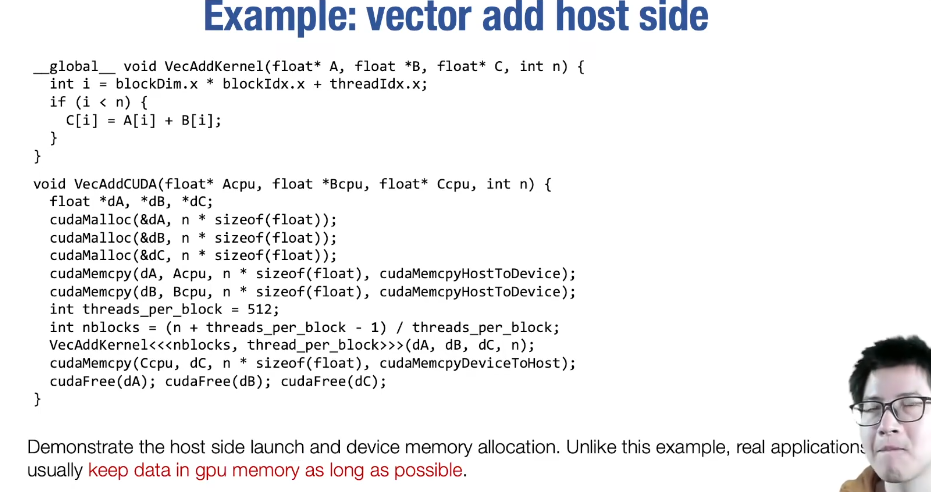 Example: vector add host side
__global__ void VecAddKernel(float* A, float *B, float* C, int n) {
  int i = blockDim.x * blockIdx.x + threadIdx.x;
  if (i < n) {
    C[i] = A[i] + B[i];
  }
}
void VecAddCUDA(float* Acpu, float *Bcpu, float* Ccpu, int n) {
  float *dA, *dB, *dC;
  cudaMalloc(&dA, n * sizeof(float));
  cudaMalloc(&dB, n * sizeof(float));
  cudaMalloc(&dC, n * sizeof(float));
  cudaMemcpy(dA, Acpu, n * sizeof(float), cudaMemcpyHostToDevice);
  cudaMemcpy(dB, Bcpu, n * sizeof(float), cudaMemcpyHostToDevice);
  int threads_per_block = 512;
  int nblocks = (n + threads_per_block - 1) / threads_per_block;
  VecAddKernel<<<nblocks, thread_per_block>>>(dA, dB, dC, n);
  cudaMemcpy(Ccpu, dC, n * sizeof(float), cudaMemcpyDeviceToHost);
  cudaFree(dA); cudaFree(dB); cudaFree(dC);
}
Demonstrate the host side launch and device memory allocation. Unlike this example, real applications
usually keep data in gpu memory as long as possible.